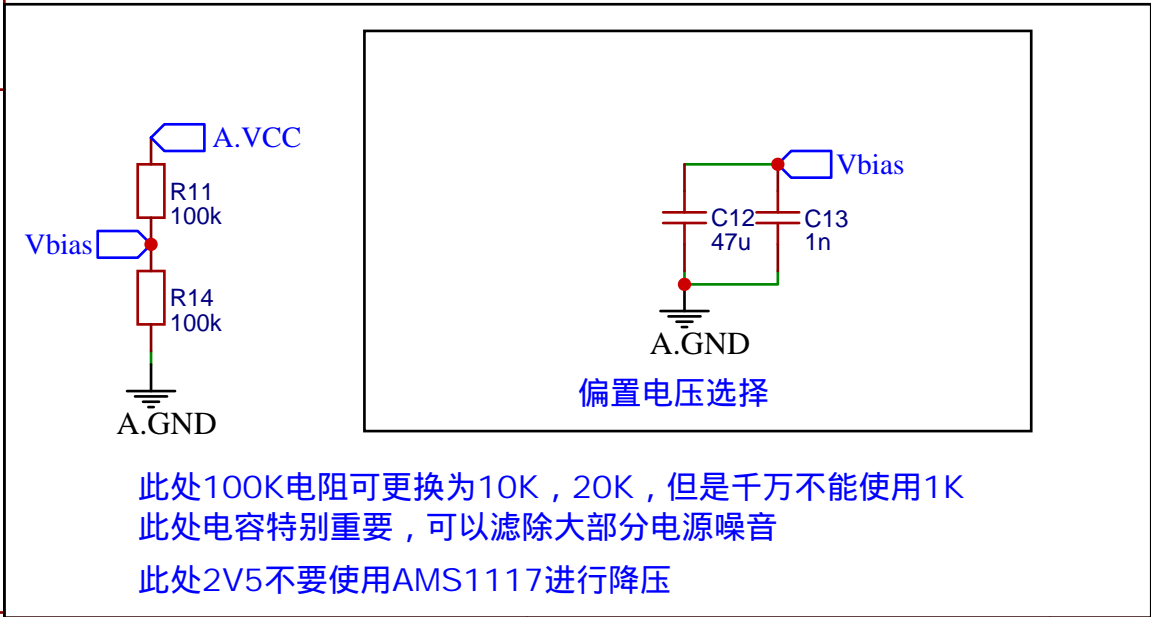 A.VCC
R11
100k
Vbias
R14
100k
A.GND
Vbias
C12
47u
C13
1n
A.GND
偏置电压选择
此处100K电阻可更换为10K，20K，但是千万不能使用1K
此处电容特别重要，可以滤除大部分电源噪音
此处2V5不要使用AMS1117进行降压